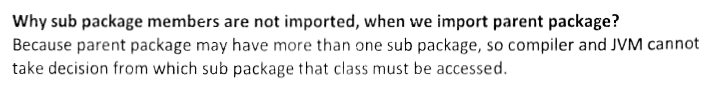 Why sub package members are not imported, when we import parent package?
Because parent package may have more than one sub package, so compiler and JVM cannot
take decision from which sub package that class must be accessed.